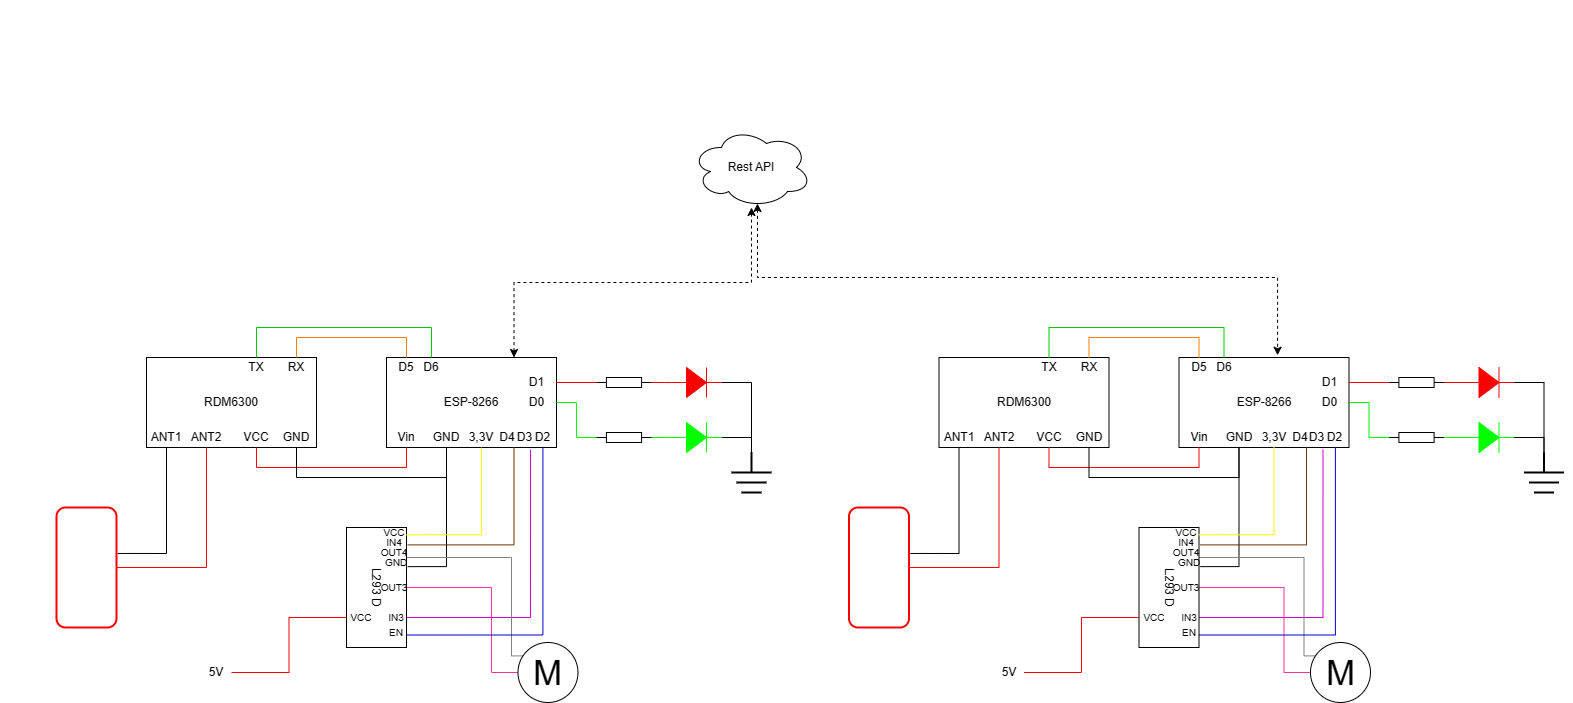 Rest API
TX RX
RDM6300
ANT1 ANT2 VCC GND
D5 D6
D1
ESP-8266
D0
Vin GND 3,3V D4 D3 D2
VCC
IN4
OUT4
GND
L293 D
OUT3
VCC
IN3
EN
5V
M
TX RX
RDM6300
ANT1 ANT2 VCC GND
D5 D6
D1
ESP-8266
D0
Vin GND 3,3V D4 D3 D2
VCC
IN4
OUT4
GND
L293 D
OUT3
VCC
IN3
EN
5V
M